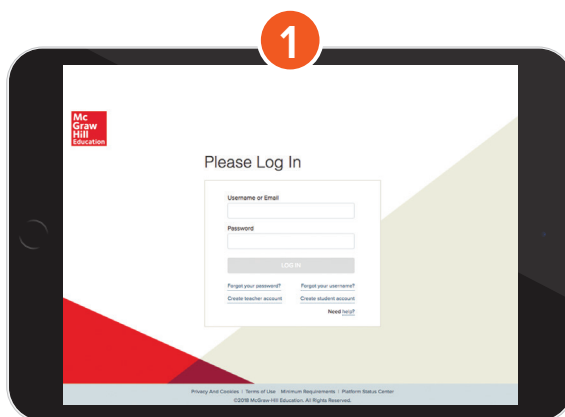 1
Mc
Graw
Hill
Education
Please Log In
Username or Email
Password
LOG IN
Forgot your password? Forgot your username?
Create teacher account Create student account
Need help?
Privacy And Cookies | Terms of Use Minimum Requirements | Platform Status Center
©2018 McGraw-Hill Education. All Rights Reserved.